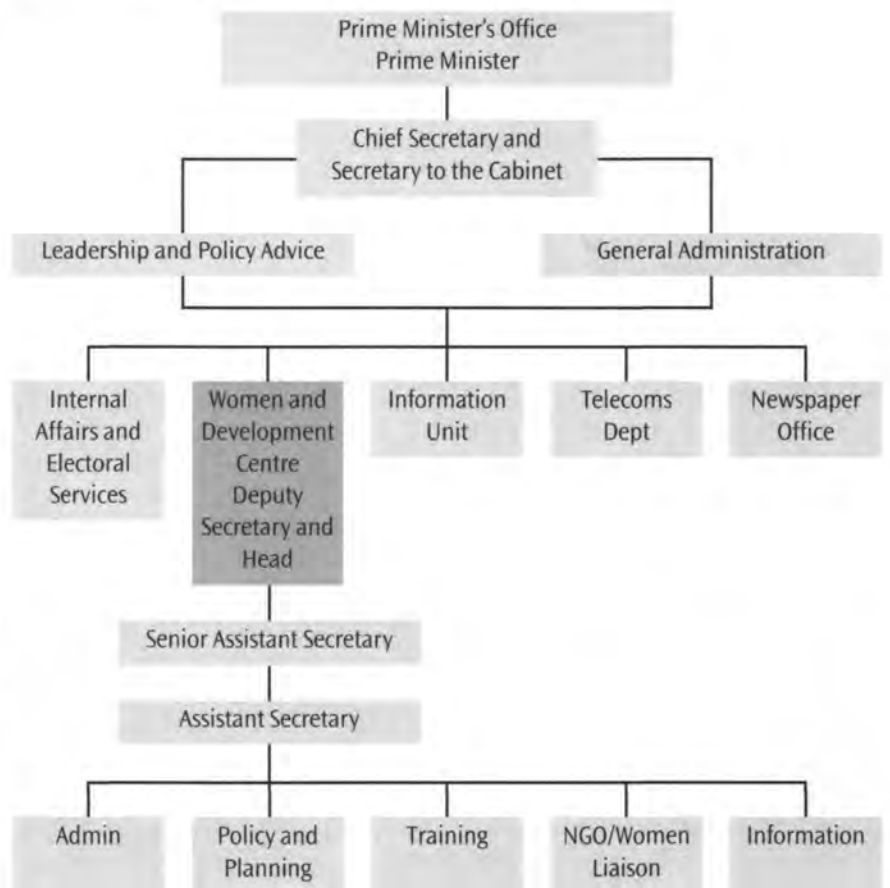 Prime Minister's Office
Prime Minister
Chief Secretary and
Secretary to the Cabinet
Leadership and Policy Advice
General Administration
Internal
Affairs and
Electoral
Services
Women and
Development
Centre
Deputy
Secretary and
Head
Information
Unit
Telecoms
Dept
Newspaper
Office
Senior Assistant Secretary
Assistant Secretary
Admin
Policy and
Planning
Training
NGO/Women
Liaison
Information